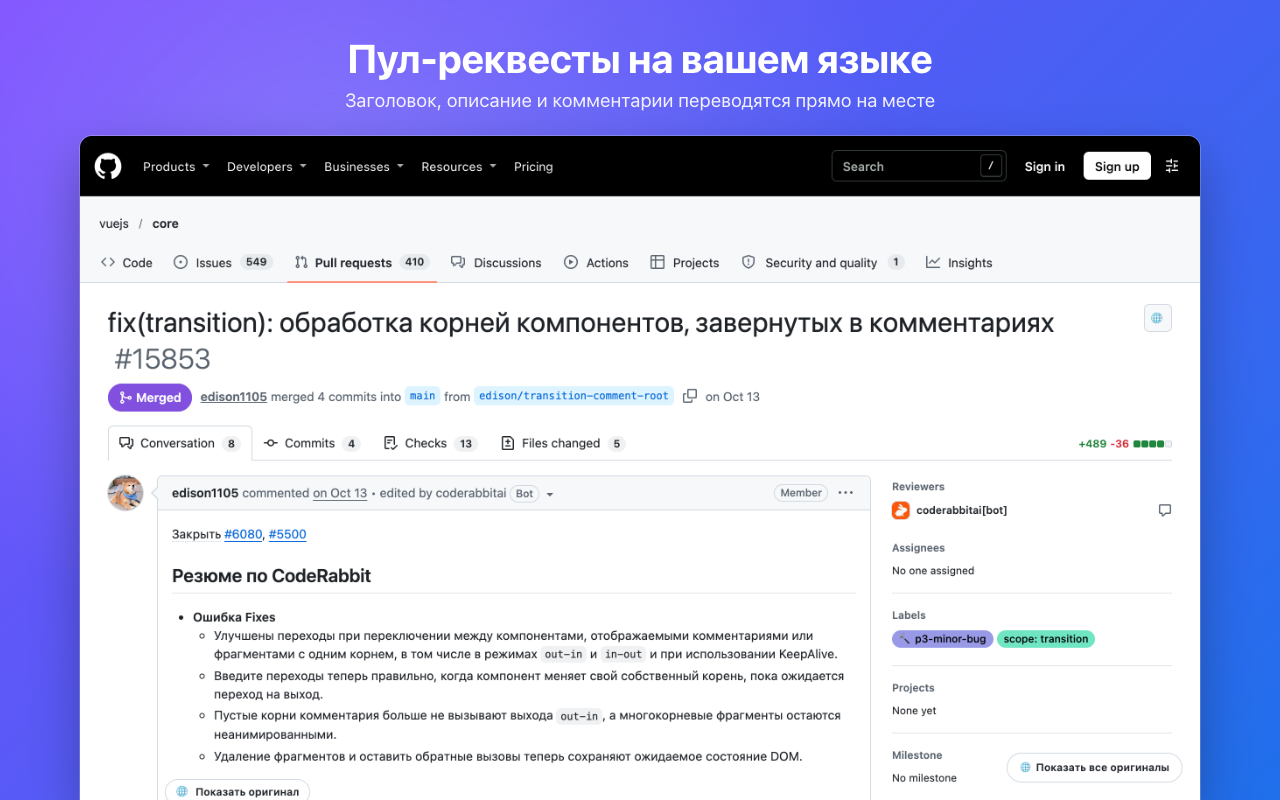 Пул-реквесты на вашем языке
Заголовок, описание и комментарии переводятся прямо на месте
Products Developers Businesses Resources Pricing Search / Sign in Sign up
vuejs / core
Code Issues 549 Pull requests 410 Discussions Actions Projects Security and quality 1 Insights
fix(transition): обработка корней компонентов, завернутых в комментариях
#15853
Merged edison1105 merged 4 commits into main from edison/transition-comment-root on Oct 13
Conversation 8 Commits 4 Checks 13 Files changed 5 +489 -36
edison1105 commented on Oct 13 • edited by coderabbitai Bot Member
Закрыть #6080, #5500
Резюме по CodeRabbit
Ошибка Fixes
Улучшены переходы при переключении между компонентами, отображаемыми комментариями или
фрагментами с одним корнем, в том числе в режимах out-in и in-out и при использовании KeepAlive.
Введите переходы теперь правильно, когда компонент меняет свой собственный корень, пока ожидается
переход на выход.
Пустые корни комментария больше не вызывают выхода out-in, а многокорневые фрагменты остаются
неанимированными.
Удаление фрагментов и оставить обратные вызовы теперь сохраняют ожидаемое состояние DOM.
Показать оригинал
Reviewers
coderabbitai[bot]
Assignees
No one assigned
Labels
p3-minor-bug scope: transition
Projects
None yet
Milestone
No milestone
Показать все оригиналы